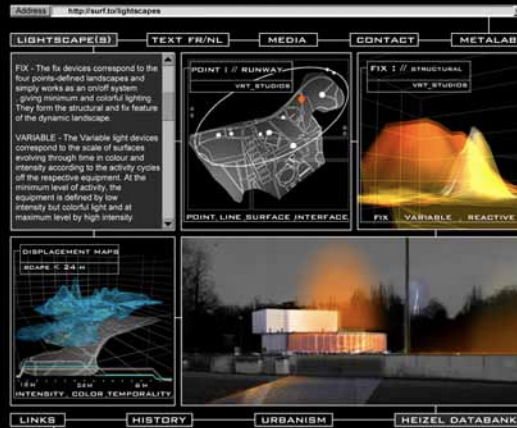 Address http://surf.to/lightscapes
LIGHTSCAPE(S) TEXT FR/NL MEDIA CONTACT METALAB
FIX - The fix devices correspond to the
four points-defined landscapes and
simply works as an on/off system
, giving minimum and colorful lighting.
They form the structural and fix feature
of the dynamic landscape.
VARIABLE - The Variable light devices
correspond to the scale of surfaces
evolving through time in colour and
intensity according to the activity cycles
off the respective equipment. At the
minimum level of activity, the
equipment is defined by low
intensity but colorful light and at
maximum level by high intensity
POINT I // RUNWAY
VRT_STUDIOS
POINT LINE SURFACE INTERFACE
FIX : // STRUCTURAL
VRT_STUDIOS
FIX VARIABLE REACTIVE
DISPLACEMENT MAPS
SCAPE < 24 H
24H 8 H
INTENSITY , COLOR , TEMPORALITY
LINKS HISTORY URBANISM HEIZEL DATABANK